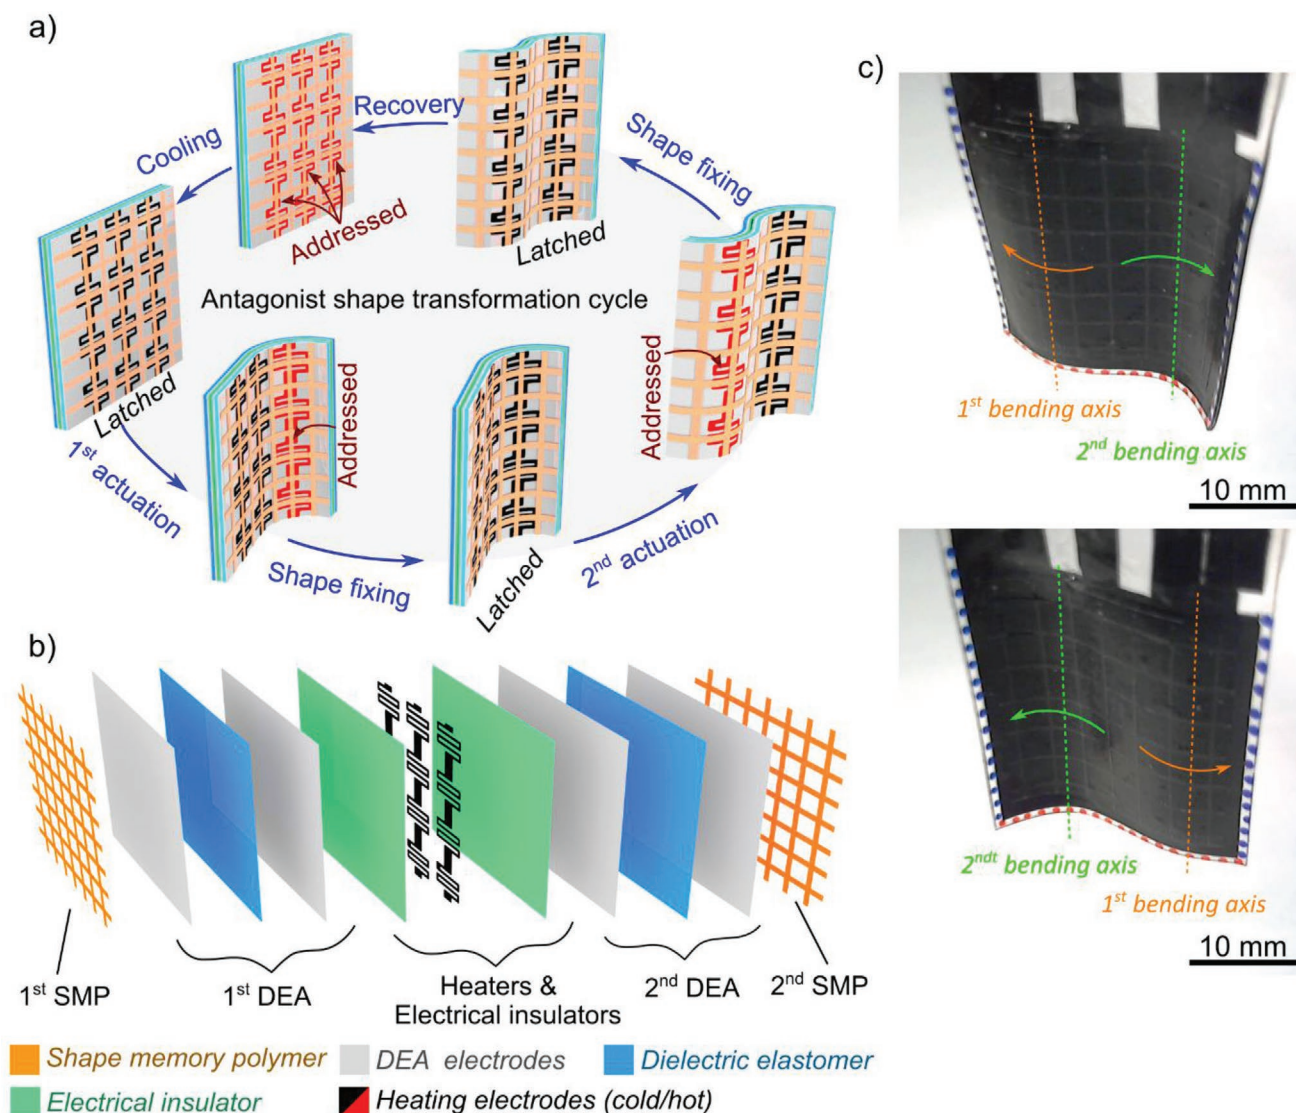 a)
Recovery
Cooling
Shape fixing
Addressed
Latched
Antagonist shape transformation cycle
Latched
Addressed
Addressed
1st actuation
Shape fixing
Latched
2nd actuation
b)
1st SMP
1st DEA
Heaters &
Electrical insulators
2nd DEA
2nd SMP
Shape memory polymer
DEA electrodes
Dielectric elastomer
Electrical insulator
Heating electrodes (cold/hot)
c)
1st bending axis
2nd bending axis
10 mm
2ndt bending axis
1st bending axis
10 mm